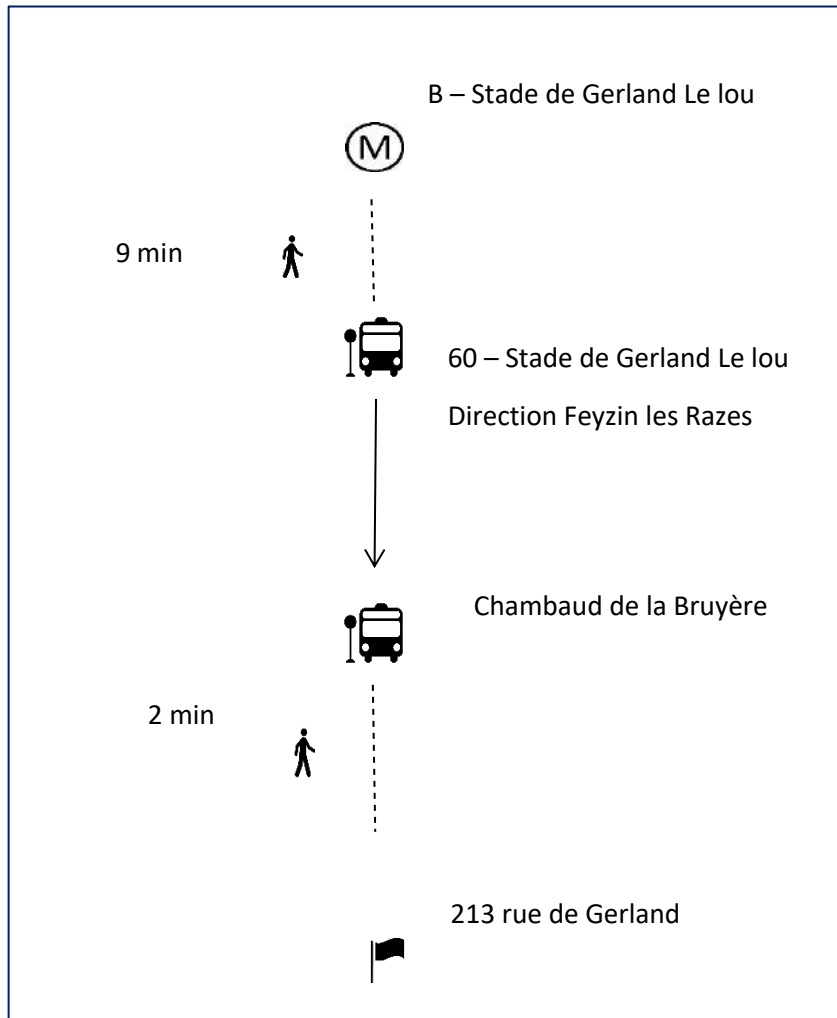 B – Stade de Gerland Le lou
M
9 min
60 – Stade de Gerland Le lou
Direction Feyzin les Razes
Chambaud de la Bruyère
2 min
213 rue de Gerland